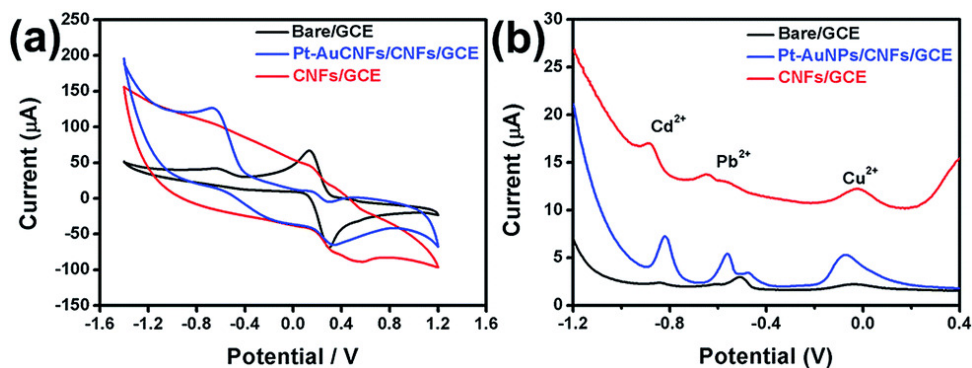 (a)
Bare/GCE
Pt-AuCNFs/CNFs/GCE
CNFs/GCE
250
200
150
100
50
0
-50
-100
-150
Current (μA)
-1.6
-1.2
-0.8
-0.4
0.0
0.4
0.8
1.2
1.6
Potential / V
(b)
Bare/GCE
Pt-AuNPs/CNFs/GCE
CNFs/GCE
Cd²⁺
Pb²⁺
Cu²⁺
30
25
20
15
10
5
0
Current (μA)
-1.2
-0.8
-0.4
0.0
0.4
Potential (V)